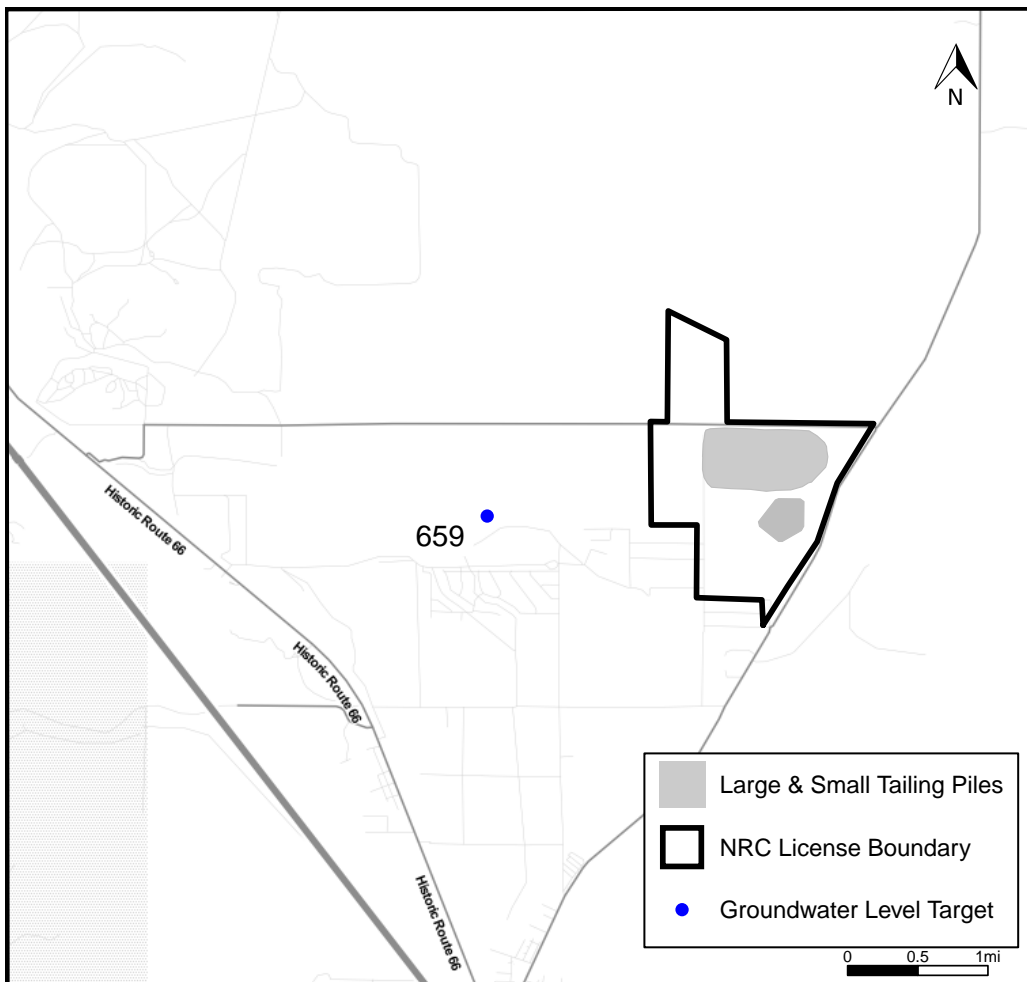 N
659
Historic Route 66
Historic Route 66
Historic Route 66
Large & Small Tailing Piles
NRC License Boundary
Groundwater Level Target
0 0.5 1mi